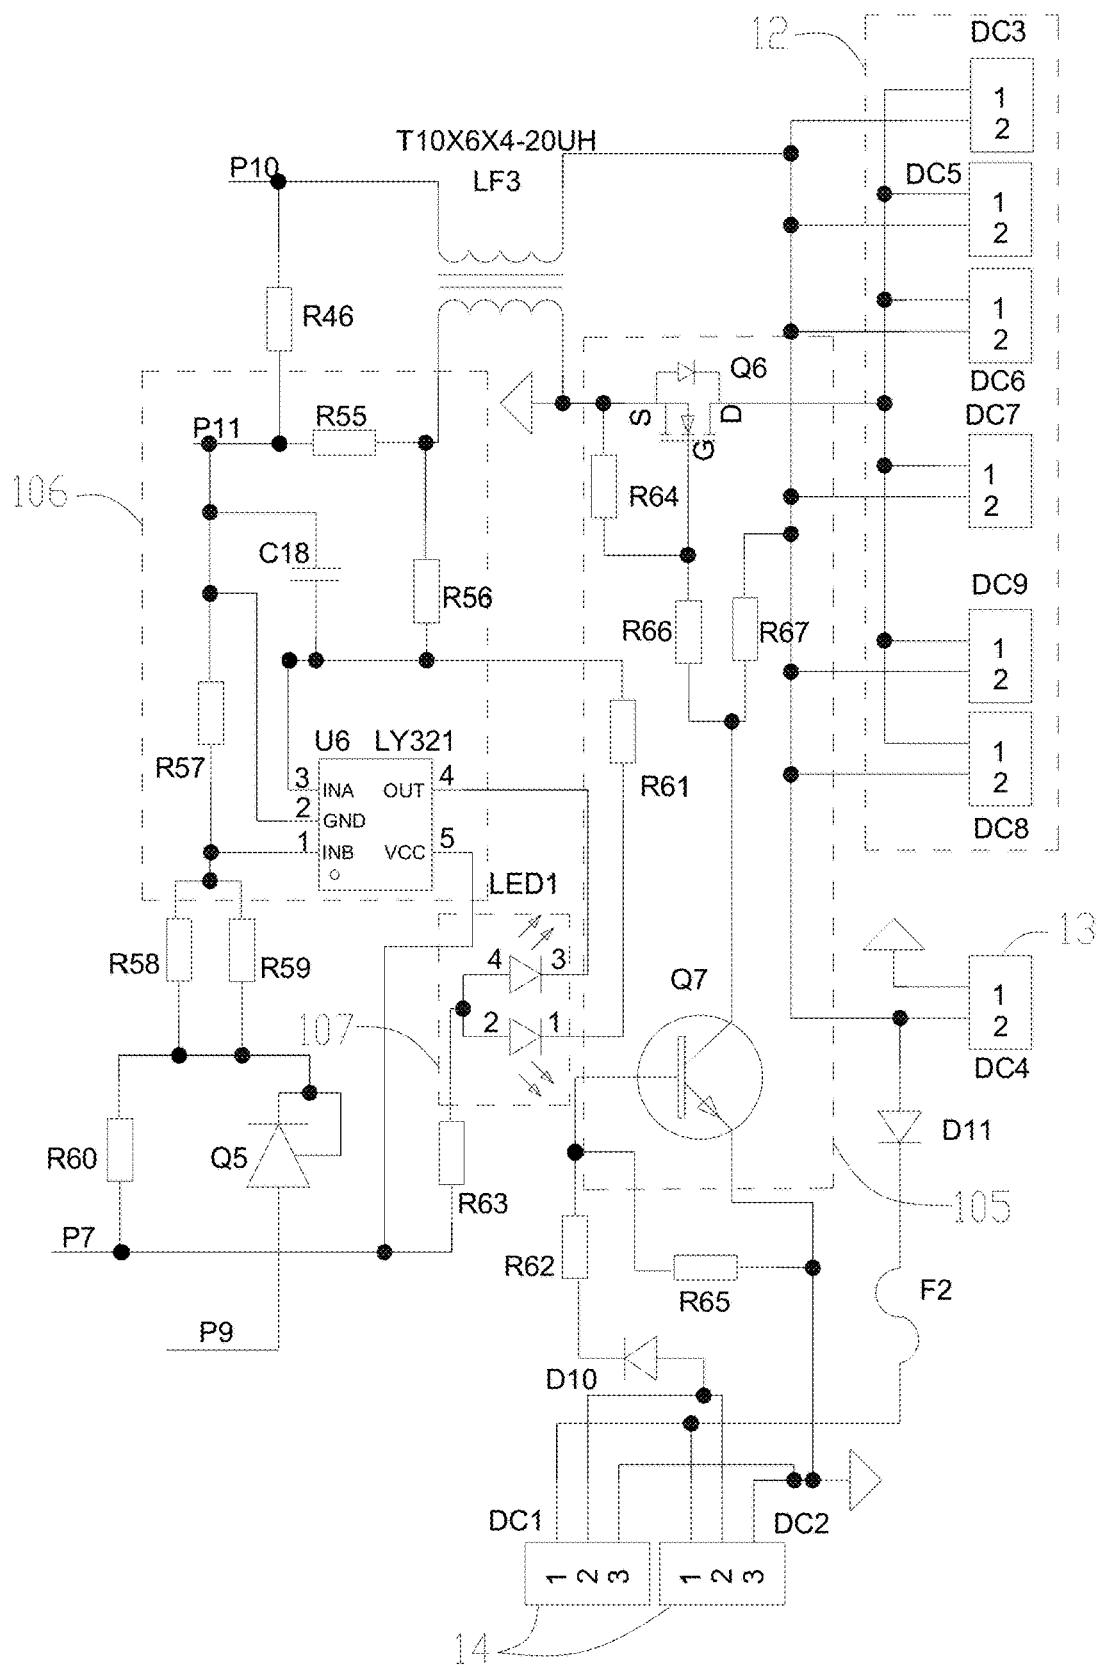 12
DC3
1
2
T10X6X4-20UH
LF3
P10
DC5
1
2
R46
1
2
Q6
DC6
S
D
G
R55
P11
DC7
1
2
106
R64
C18
R56
DC9
R66
R67
1
2
U6
LY321
R57
R61
1
2
3
INA
OUT
4
2
GND
1
INB
VCC
5
DC8
LED1
13
R58
R59
4
3
Q7
1
2
107
2
1
DC4
D11
R60
Q5
R63
105
P7
R62
R65
F2
P9
D10
DC1
DC2
1
2
3
1
2
3
14